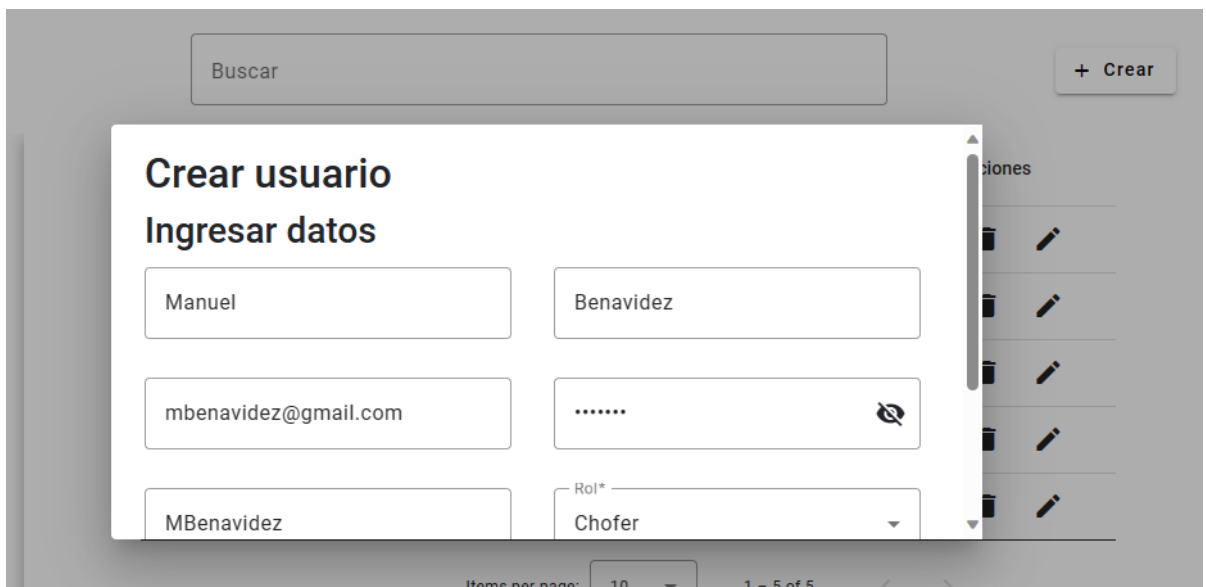 Buscar
+ Crear
Crear usuario
ciones
Ingresar datos
Manuel
Benavidez
mbenavidez@gmail.com
•••••••
Rol*
MBenavidez
Chofer
Items per page: 10
1 – 5 of 5